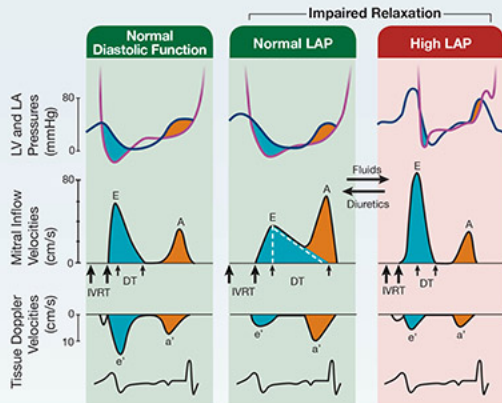 Impaired Relaxation
Normal
Diastolic Function
Normal LAP
High LAP
LV and LA
Pressures
(mmHg)
80
0
Fluids
Diuretics
Mitral Inflow
Velocities
(cm/s)
80
0
E
A
IVRT
DT
E
A
IVRT
DT
E
A
IVRT
DT
Tissue Doppler
Velocities
(cm/s)
0
10
e'
a'
e'
a'
e'
a'